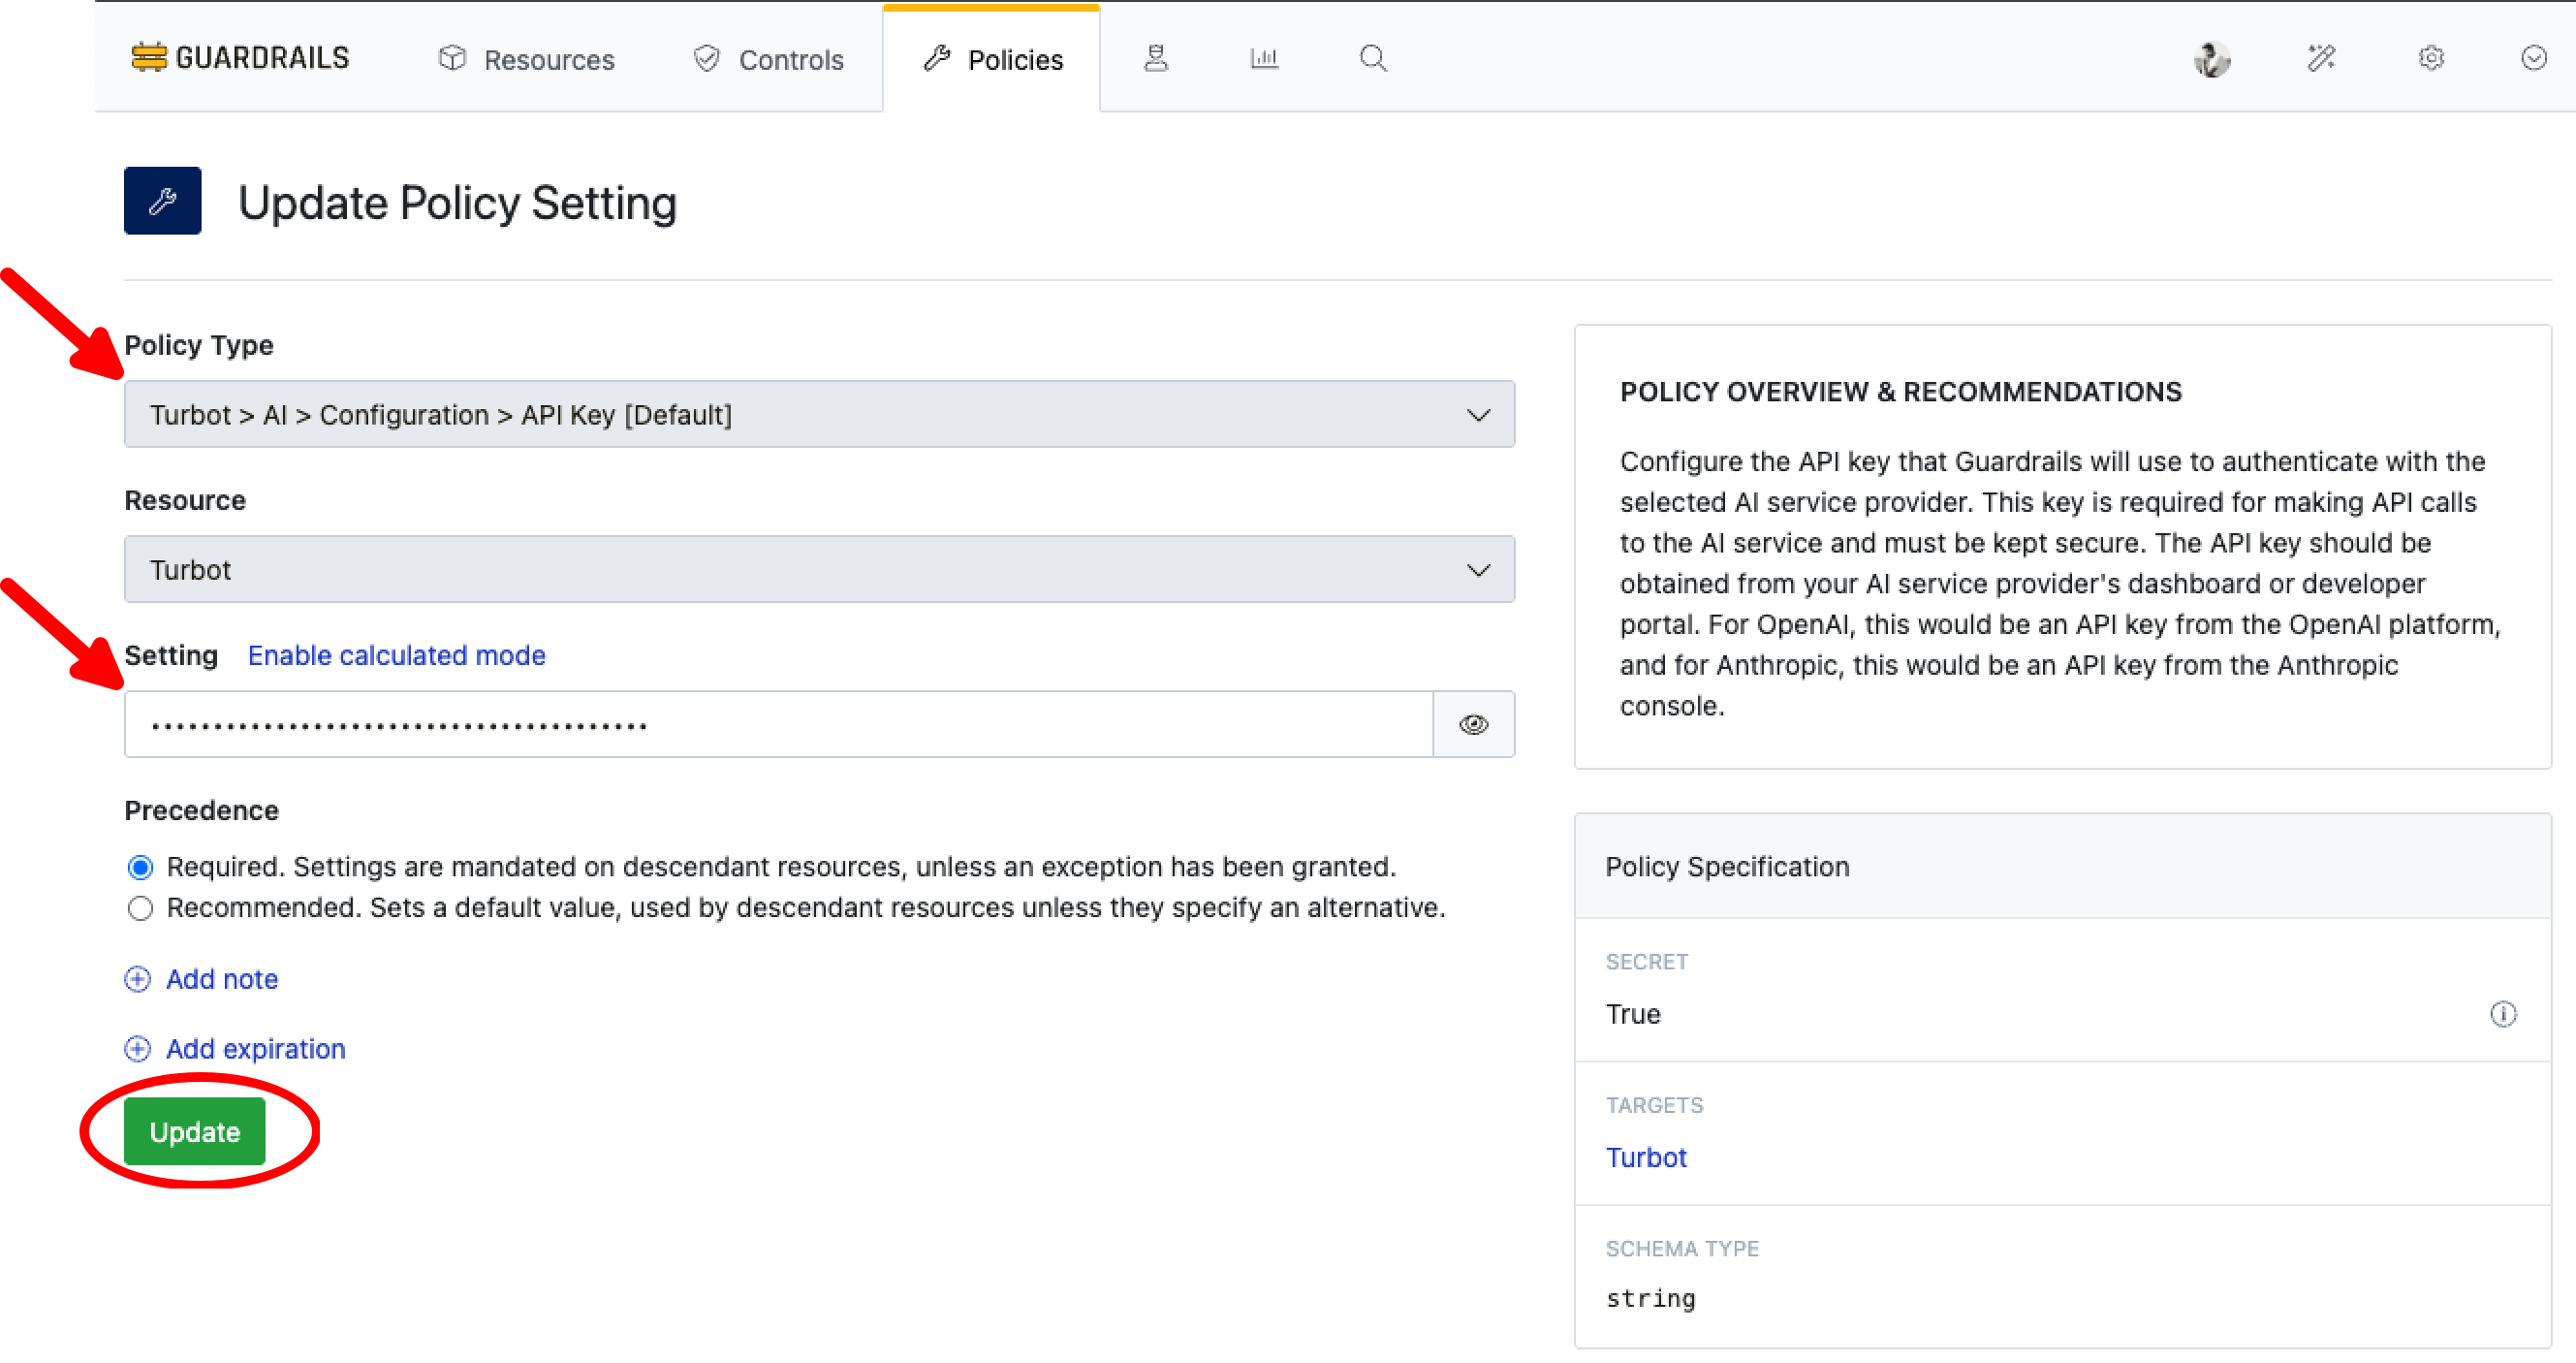 GUARDRAILS Resources Controls Policies
Update Policy Setting
Policy Type
Turbot > AI > Configuration > API Key [Default]
Resource
Turbot
Setting Enable calculated mode
••••••••••••••••••••••••••••••••••••••••
Precedence
Required. Settings are mandated on descendant resources, unless an exception has been granted.
Recommended. Sets a default value, used by descendant resources unless they specify an alternative.
Add note
Add expiration
Update
POLICY OVERVIEW & RECOMMENDATIONS
Configure the API key that Guardrails will use to authenticate with the
selected AI service provider. This key is required for making API calls
to the AI service and must be kept secure. The API key should be
obtained from your AI service provider's dashboard or developer
portal. For OpenAI, this would be an API key from the OpenAI platform,
and for Anthropic, this would be an API key from the Anthropic
console.
Policy Specification
SECRET
True
TARGETS
Turbot
SCHEMA TYPE
string